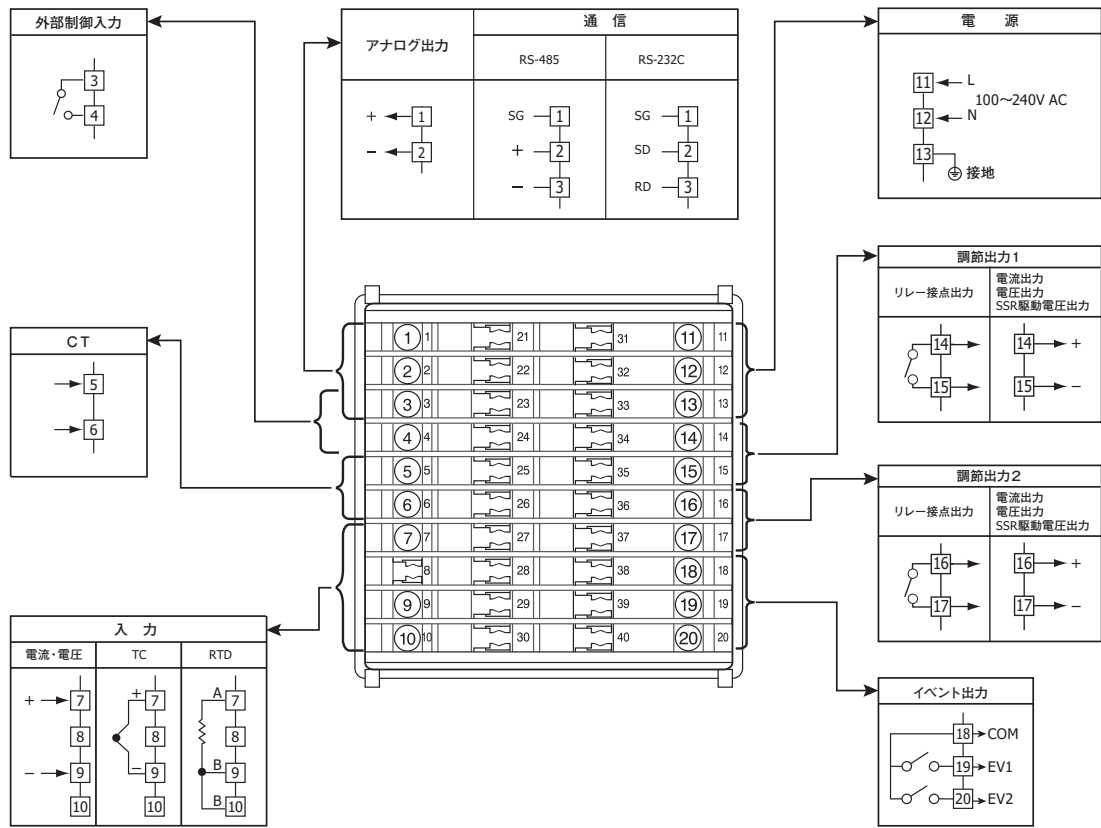 外部制御入力
3
4
アナログ出力
通 信
RS-485
RS-232C
+ 1
− 2
SG 1
+ 2
− 3
SG 1
SD 2
RD 3
電 源
11 L
100～240V AC
12 N
13
接地
調節出力1
リレー接点出力
電流出力
電圧出力
SSR駆動電圧出力
14
15
14 +
15 −
CT
5
6
調節出力2
リレー接点出力
電流出力
電圧出力
SSR駆動電圧出力
16
17
16 +
17 −
① 1 21 31 ⑪ 11
② 2 22 32 ⑫ 12
③ 3 23 33 ⑬ 13
④ 4 24 34 ⑭ 14
⑤ 5 25 35 ⑮ 15
⑥ 6 26 36 ⑯ 16
⑦ 7 27 37 ⑰ 17
8 28 38 ⑱ 18
⑨ 9 29 39 ⑲ 19
⑩ 10 30 40 ⑳ 20
入 力
電流・電圧
TC
RTD
+ 7
8
− 9
10
+ 7
8
− 9
10
A 7
8
B 9
B 10
イベント出力
18 COM
19 EV1
20 EV2